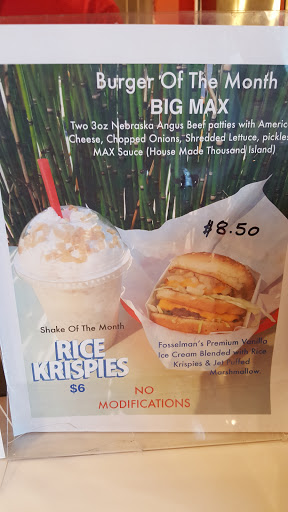 Burger Of The Month
BIG MAX
Two 3oz Nebraska Angus Beef patties with Americ
Cheese, Chopped Onions, Shredded Lettuce, pickles
MAX Sauce (House Made Thousand Island)
$8.50
Shake Of The Month
RICE
KRISPIES
$6
Fosselman's Premium Vanilla
Ice Cream Blended with Rice
Krispies & Jet Puffed
Marshmallow.
NO
MODIFICATIONS